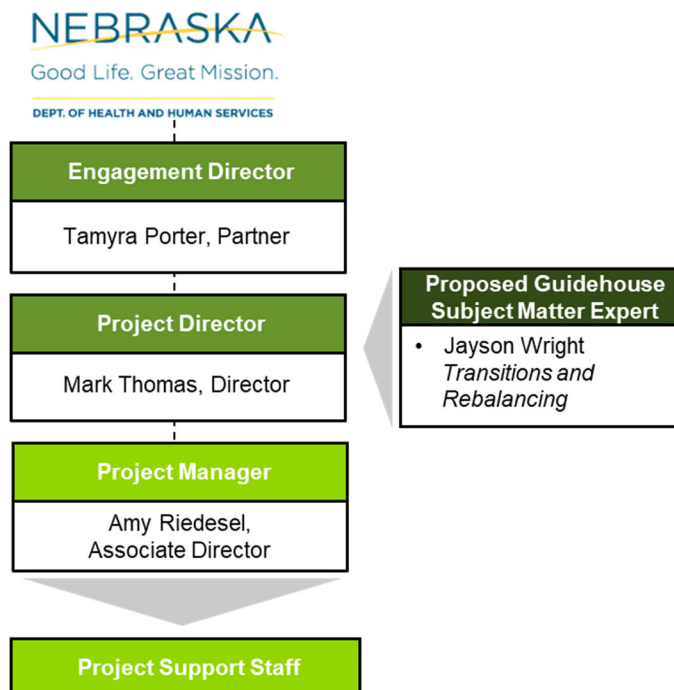 NEBRASKA
Good Life. Great Mission.
DEPT. OF HEALTH AND HUMAN SERVICES
Engagement Director
Tamyra Porter, Partner
Project Director
Mark Thomas, Director
Proposed Guidehouse
Subject Matter Expert
• Jayson Wright
Transitions and
Rebalancing
Project Manager
Amy Riedesel,
Associate Director
Project Support Staff